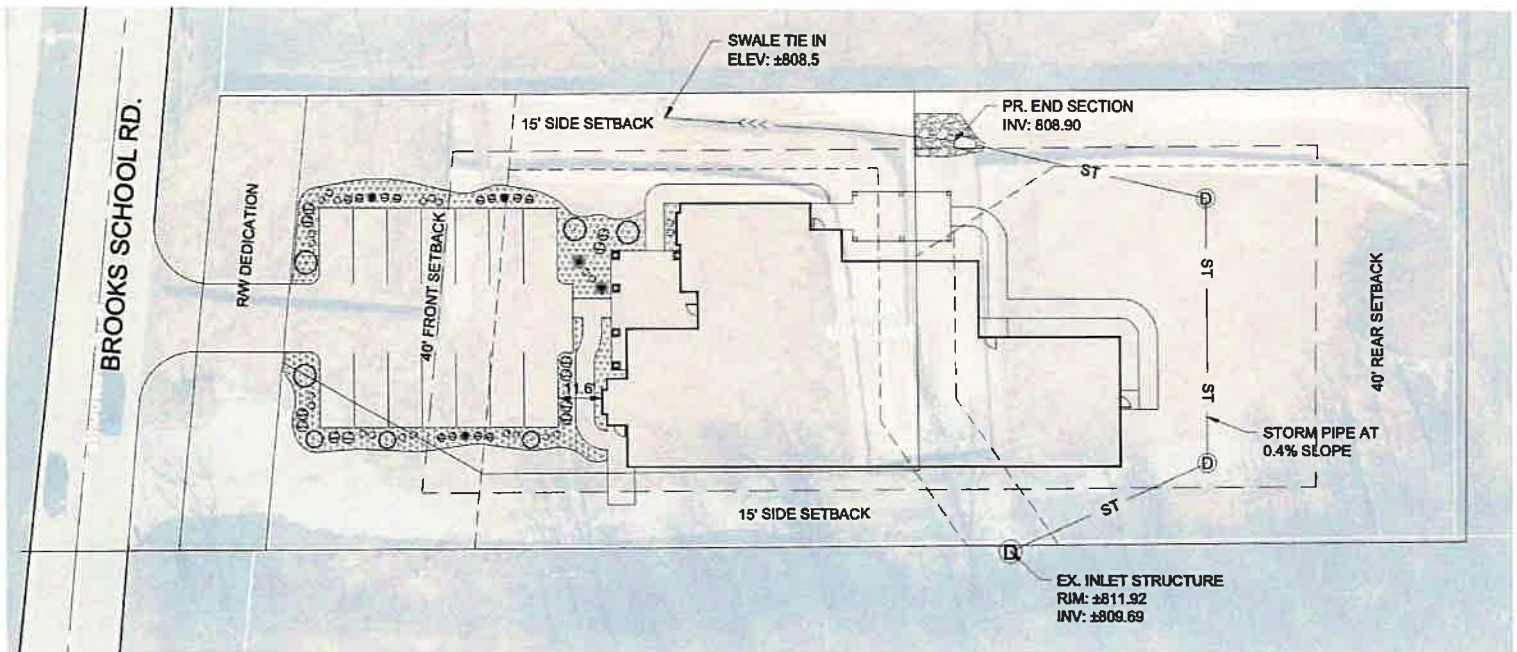 SWALE TIE IN
ELEV: ±808.5
PR. END SECTION
INV: 808.90
15' SIDE SETBACK
BROOKS SCHOOL RD.
R/W DEDICATION
40' FRONT SETBACK
ST
D
ST
ST
40' REAR SETBACK
1.6'
STORM PIPE AT
0.4% SLOPE
D
ST
15' SIDE SETBACK
EX. INLET STRUCTURE
RIM: ±811.92
INV: ±809.69